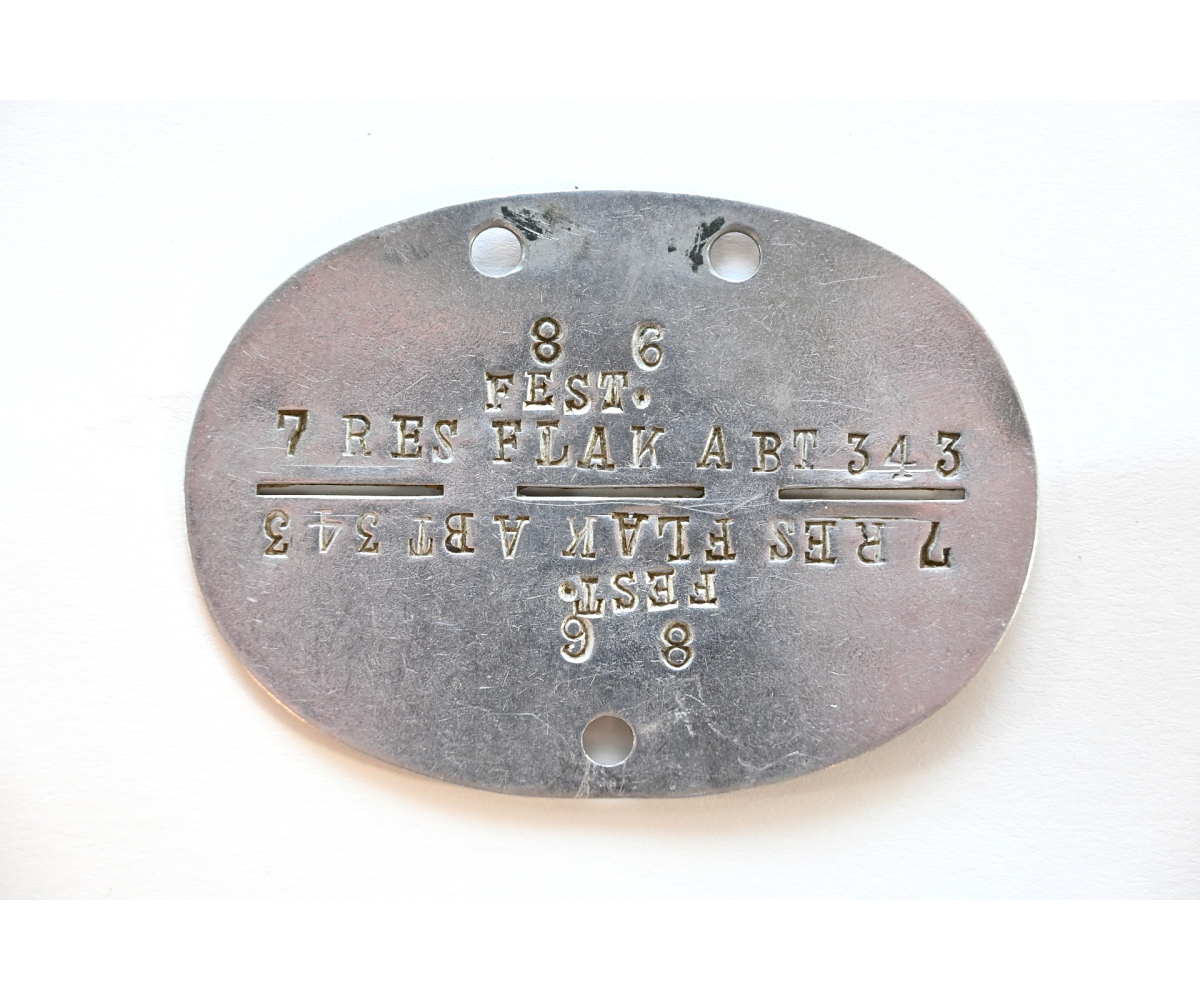 8 6
FEST.
7 RES FLAK ABT 343
7 RES FLAK ABT 343
FEST.
8 6